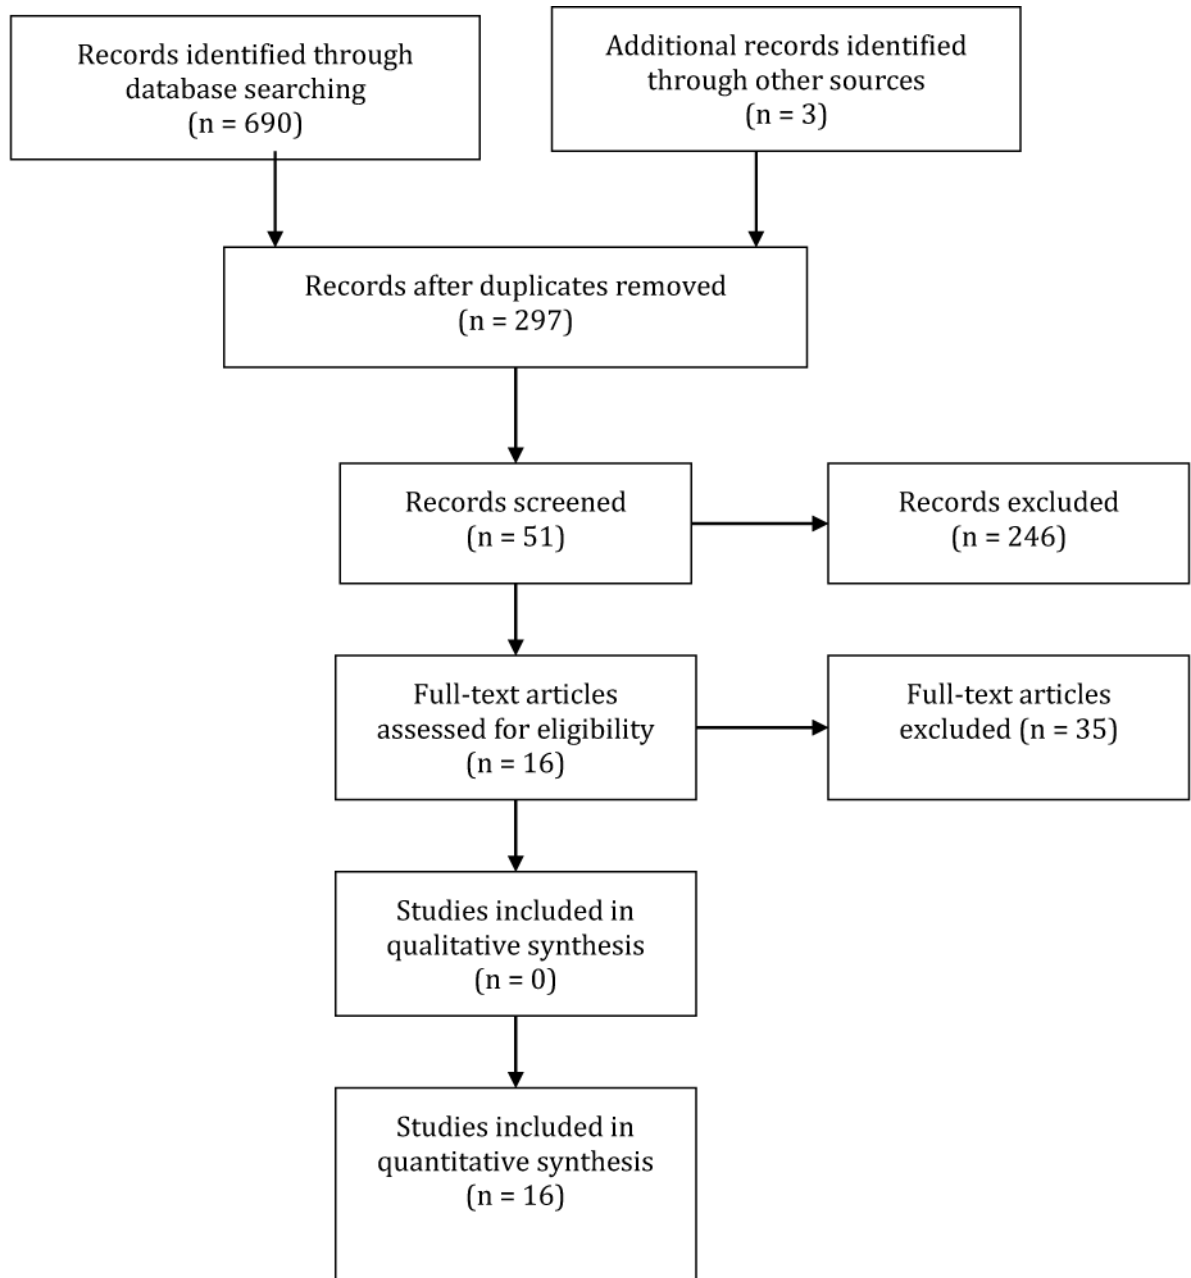 Records identified through
database searching
(n = 690)
Additional records identified
through other sources
(n = 3)
Records after duplicates removed
(n = 297)
Records screened
(n = 51)
Records excluded
(n = 246)
Full-text articles
assessed for eligibility
(n = 16)
Full-text articles
excluded (n = 35)
Studies included in
qualitative synthesis
(n = 0)
Studies included in
quantitative synthesis
(n = 16)